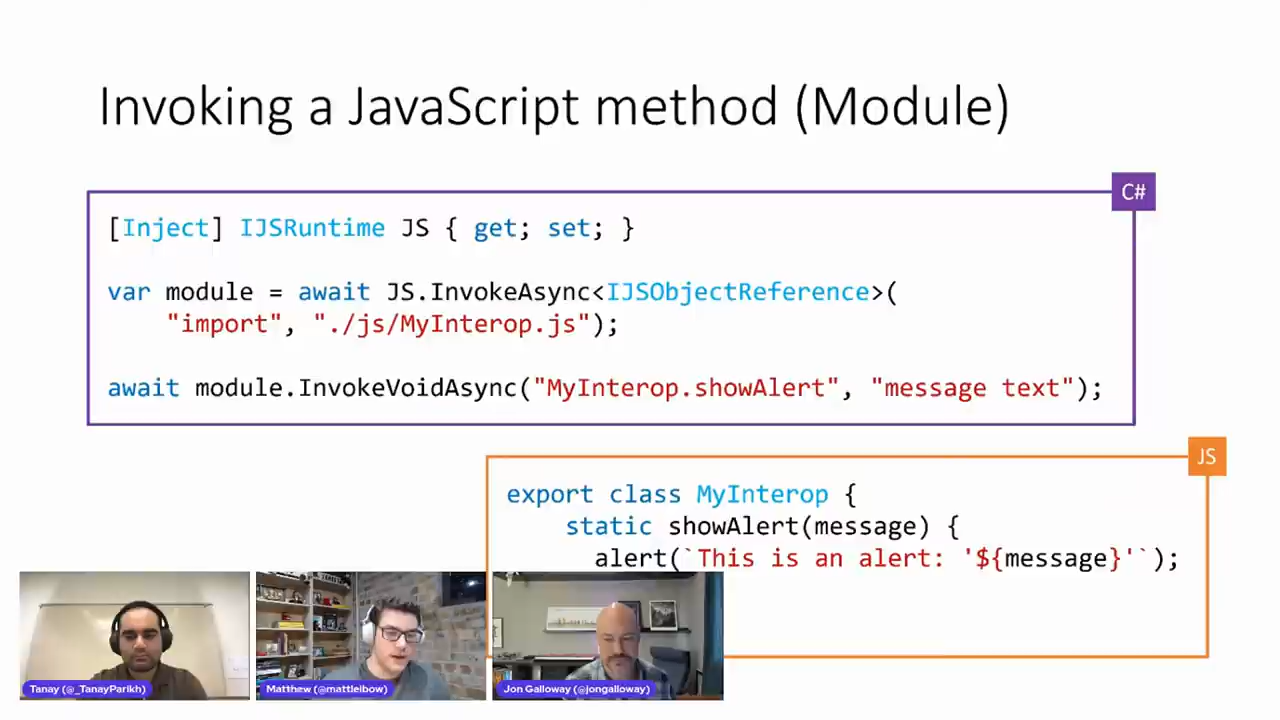 Invoking a JavaScript method (Module)
C#
[Inject] IJSRuntime JS { get; set; }
var module = await JS.InvokeAsync<IJSObjectReference>(
"import", "./js/MyInterop.js");
await module.InvokeVoidAsync("MyInterop.showAlert", "message text");
JS
export class MyInterop {
static showAlert(message) {
alert(`This is an alert: '${message}'`);
Tanay (@_TanayParikh)
Matthew (@mattleibow)
Jon Galloway (@jongalloway)